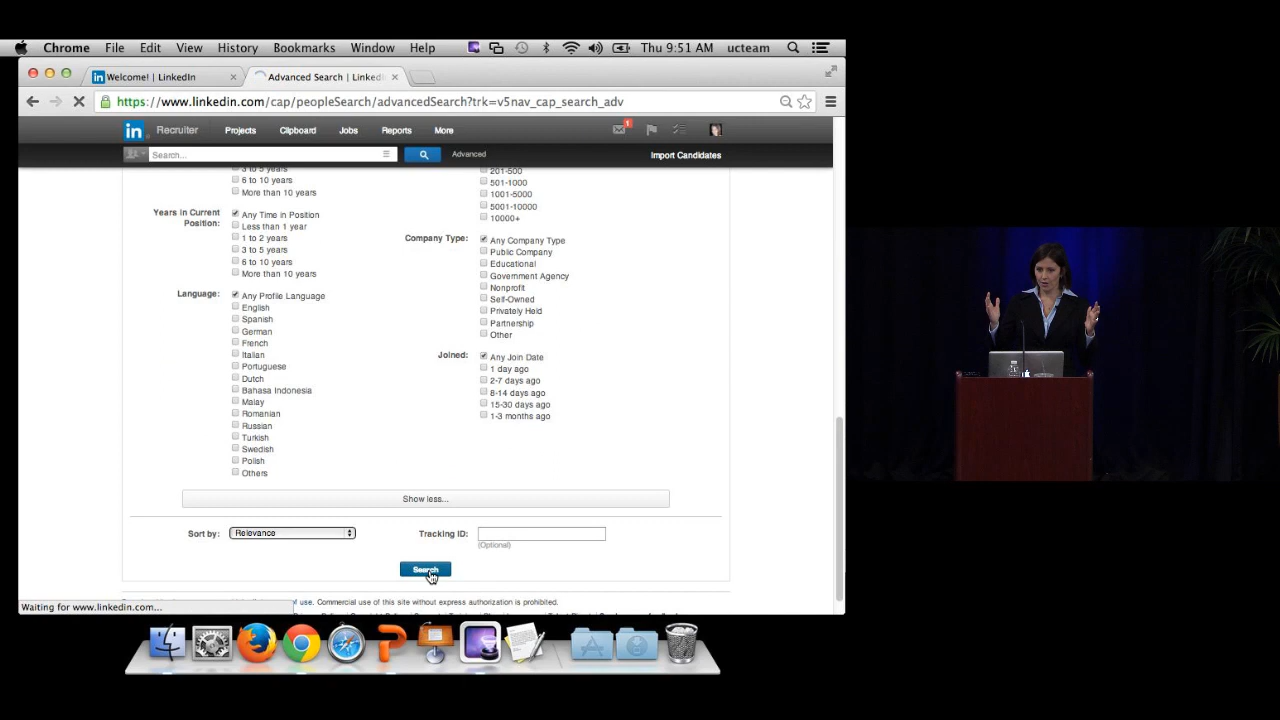 Chrome File Edit View History Bookmarks Window Help Thu 9:51 AM ucteam
in Welcome! | LinkedIn × Advanced Search | LinkedI ×
https://www.linkedin.com/cap/peopleSearch/advancedSearch?trk=v5nav_cap_search_adv
in Recruiter Projects Clipboard Jobs Reports More 1
Search... Advanced Import Candidates
3 to 5 years
6 to 10 years
More than 10 years
Years in Current Position:
Any Time in Position
Less than 1 year
1 to 2 years
3 to 5 years
6 to 10 years
More than 10 years
Language:
Any Profile Language
English
Spanish
German
French
Italian
Portuguese
Dutch
Bahasa Indonesia
Malay
Romanian
Russian
Turkish
Swedish
Polish
Others
201-500
501-1000
1001-5000
5001-10000
10000+
Company Type:
Any Company Type
Public Company
Educational
Government Agency
Nonprofit
Self-Owned
Privately Held
Partnership
Other
Joined:
Any Join Date
1 day ago
2-7 days ago
8-14 days ago
15-30 days ago
1-3 months ago
Show less...
Sort by: Relevance Tracking ID:
(Optional)
Search
of use. Commercial use of this site without express authorization is prohibited.
Waiting for www.linkedin.com...